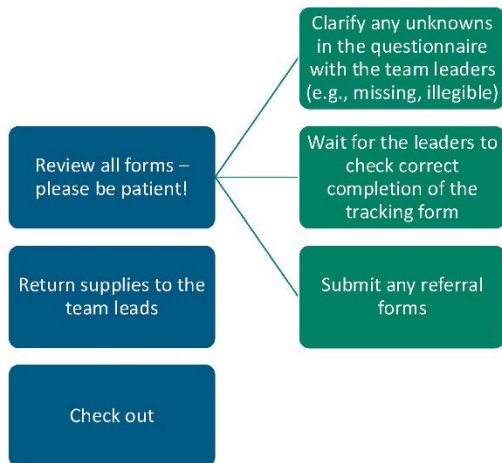 Clarify any unknowns
in the questionnaire
with the team leaders
(e.g., missing, illegible)
Review all forms –
please be patient!
Wait for the leaders to
check correct
completion of the
tracking form
Return supplies to the
team leads
Submit any referral
forms
Check out